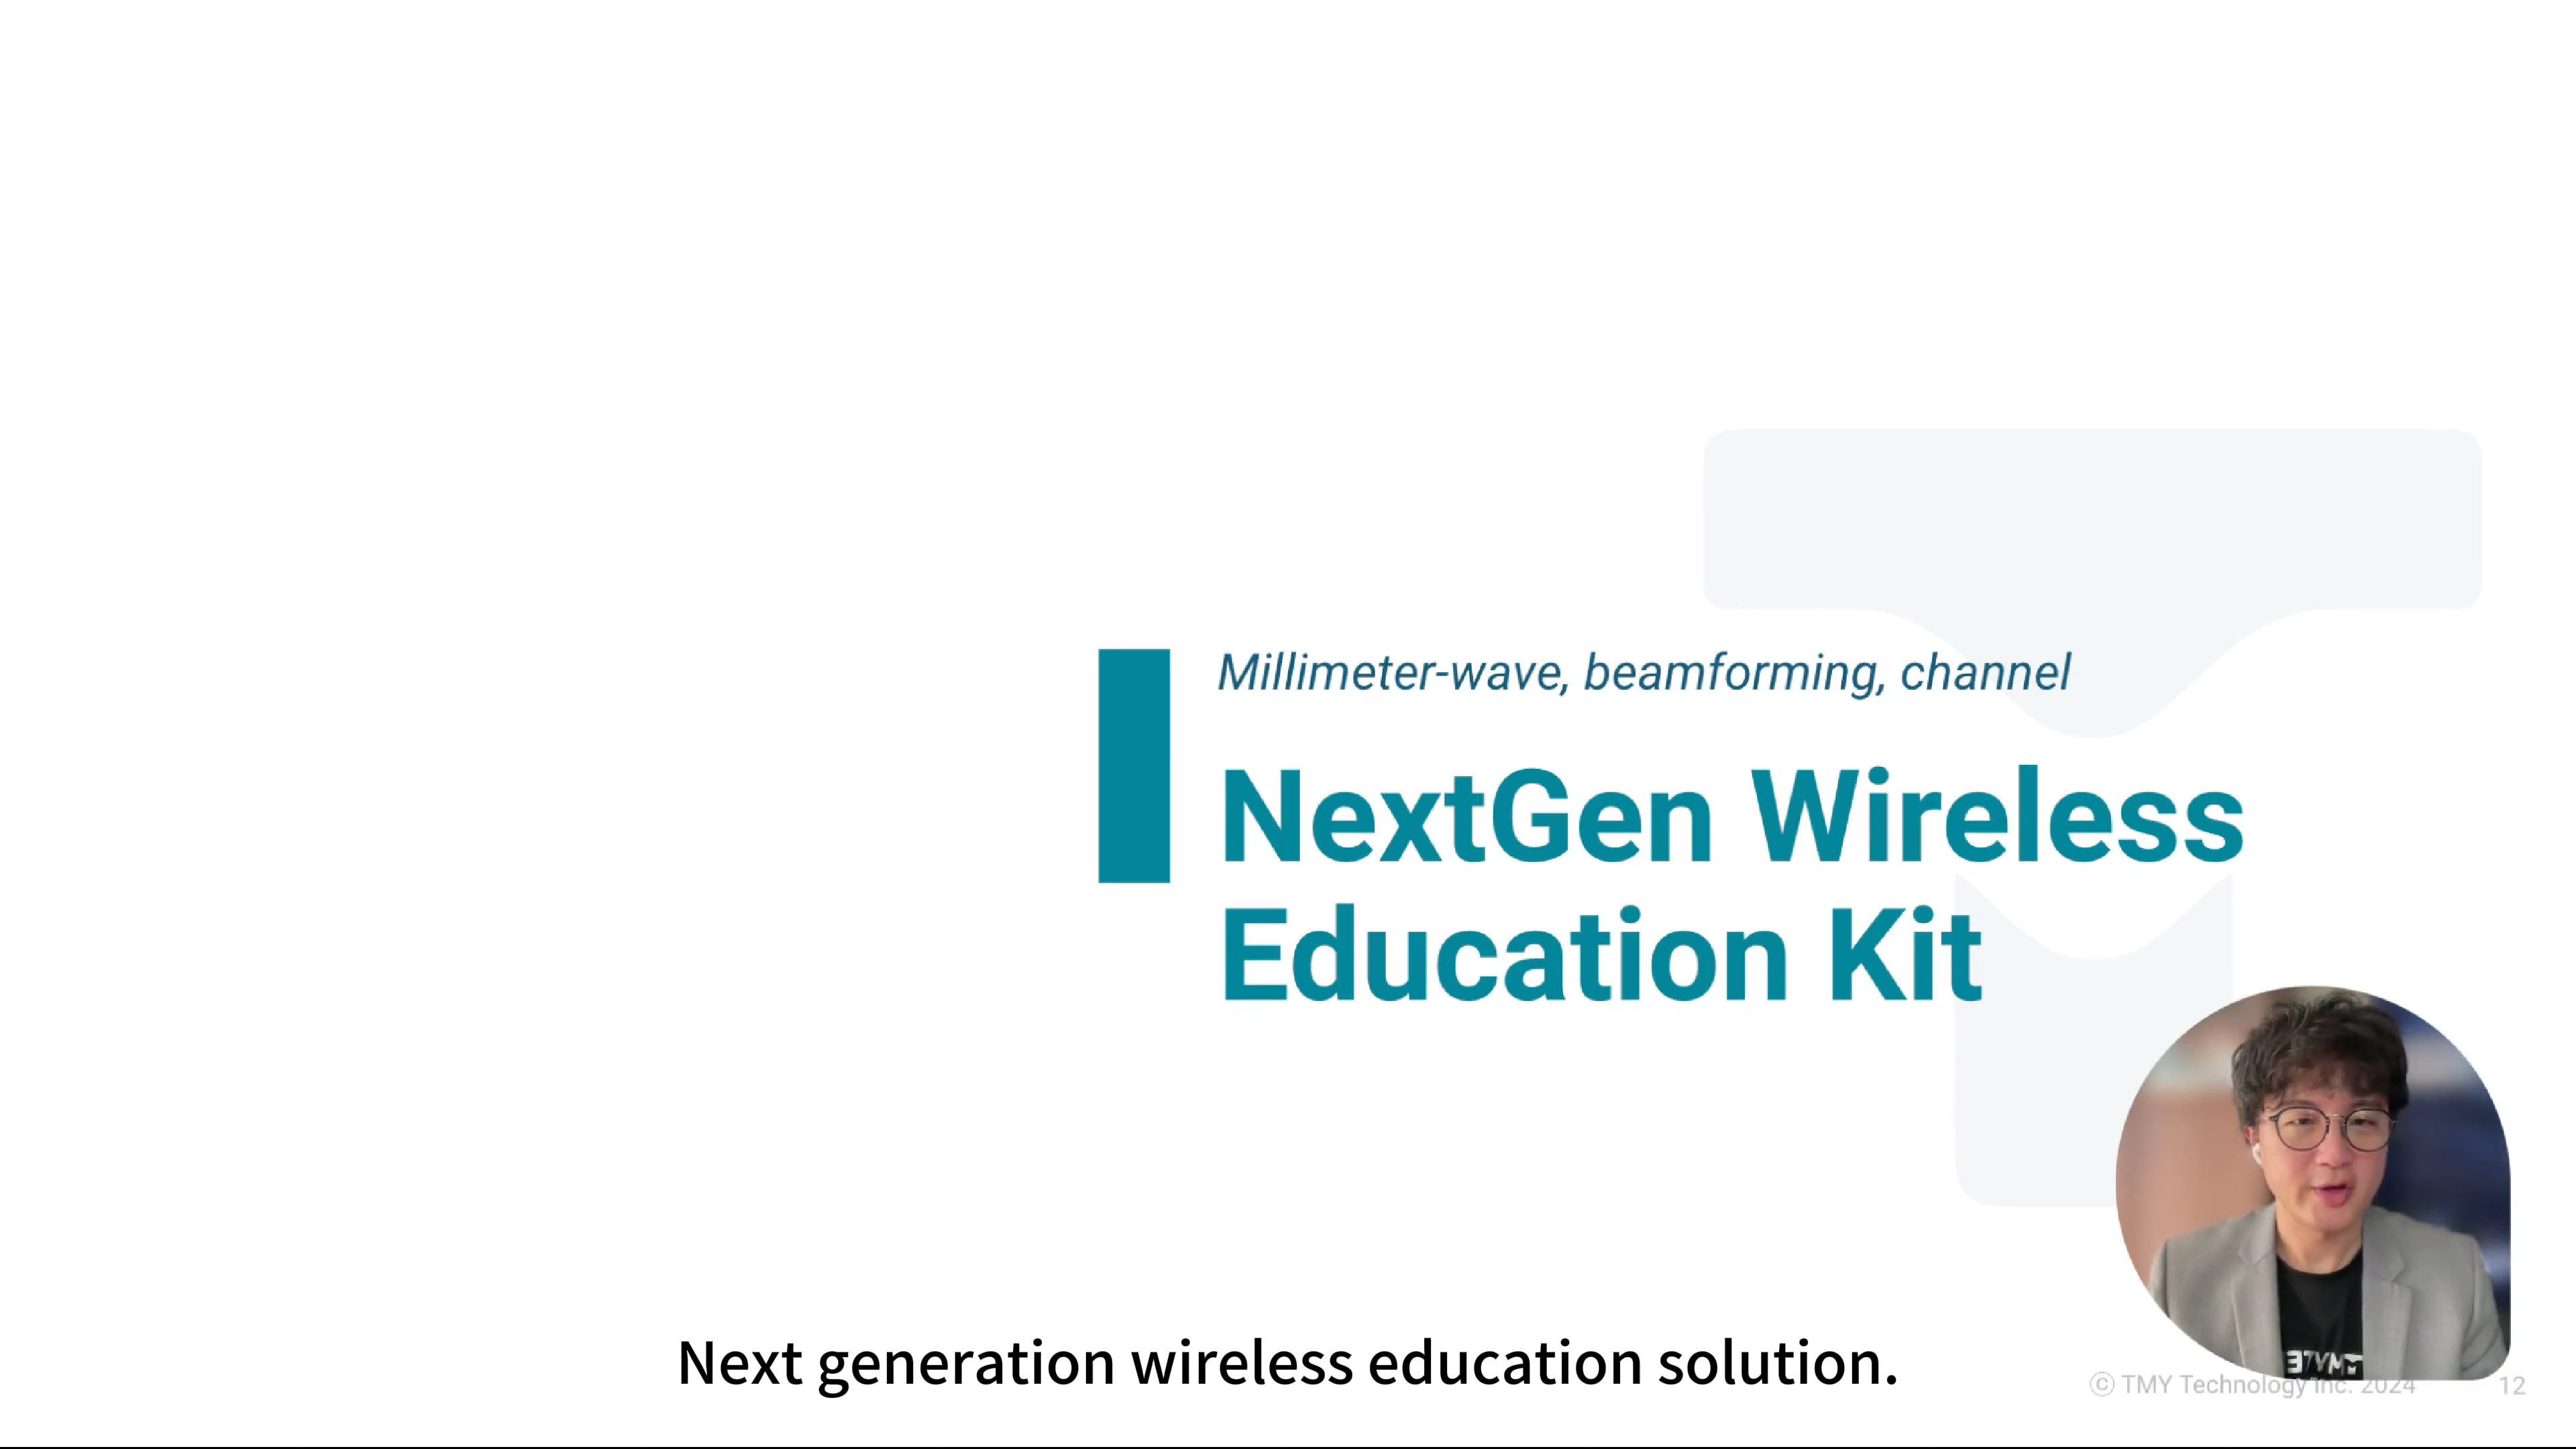 Millimeter-wave, beamforming, channel
NextGen Wireless
Education Kit
Next generation wireless education solution.
© TMY Technology Inc. 2024
12